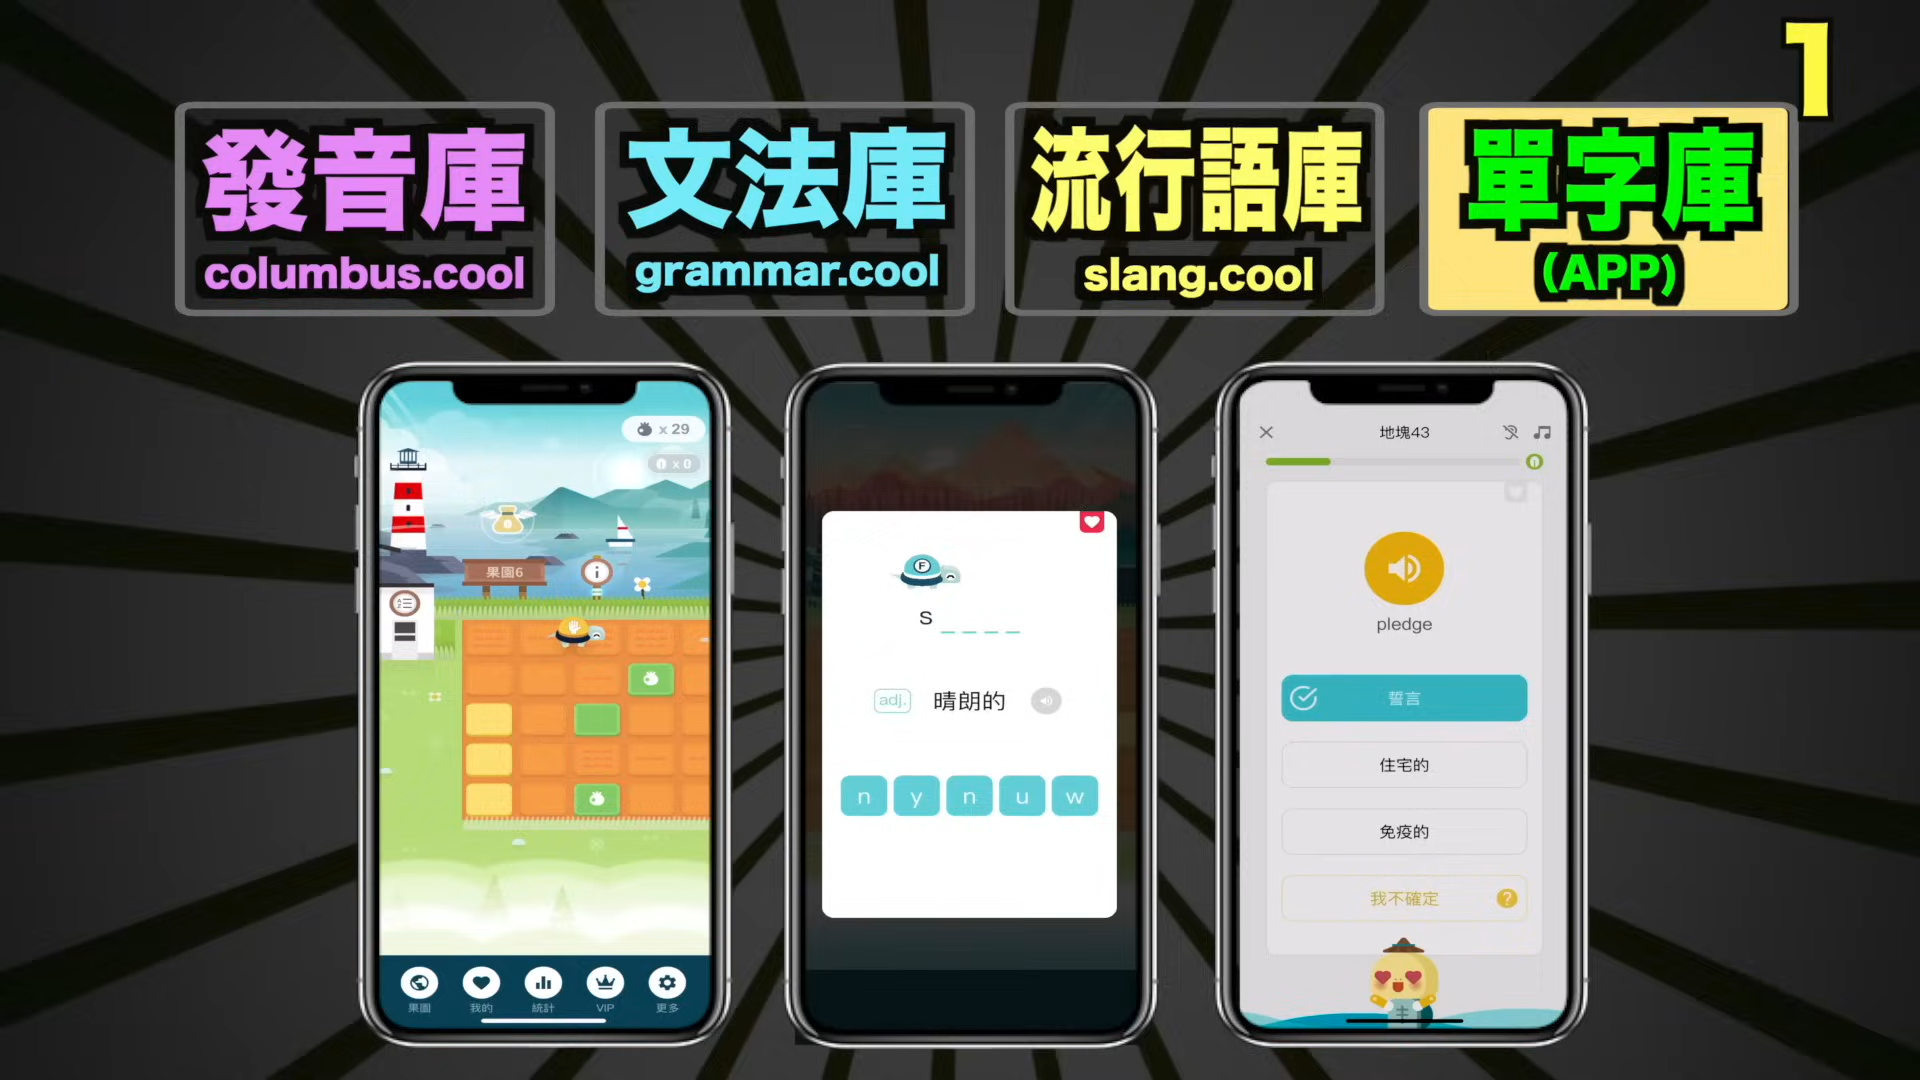 1
發音庫
columbus.cool
文法庫
grammar.cool
流行語庫
slang.cool
單字庫
(APP)
x 29
x 0
果園6
i
果園
我的
統計
VIP
更多
F
s _ _ _ _
adj. 晴朗的
n y n u w
地塊43
pledge
誓言
住宅的
免疫的
我不確定 ?